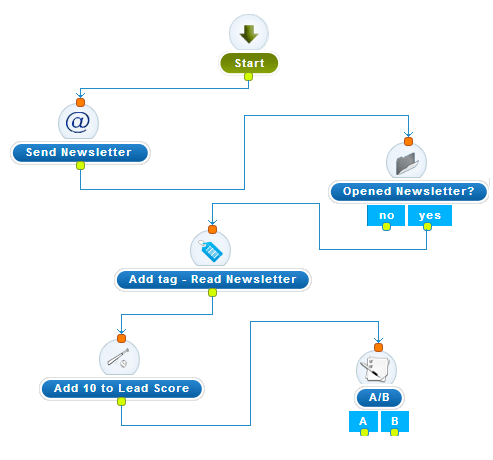 Start
@
Send Newsletter
Opened Newsletter?
no yes
Add tag - Read Newsletter
Add 10 to Lead Score
A/B
A B